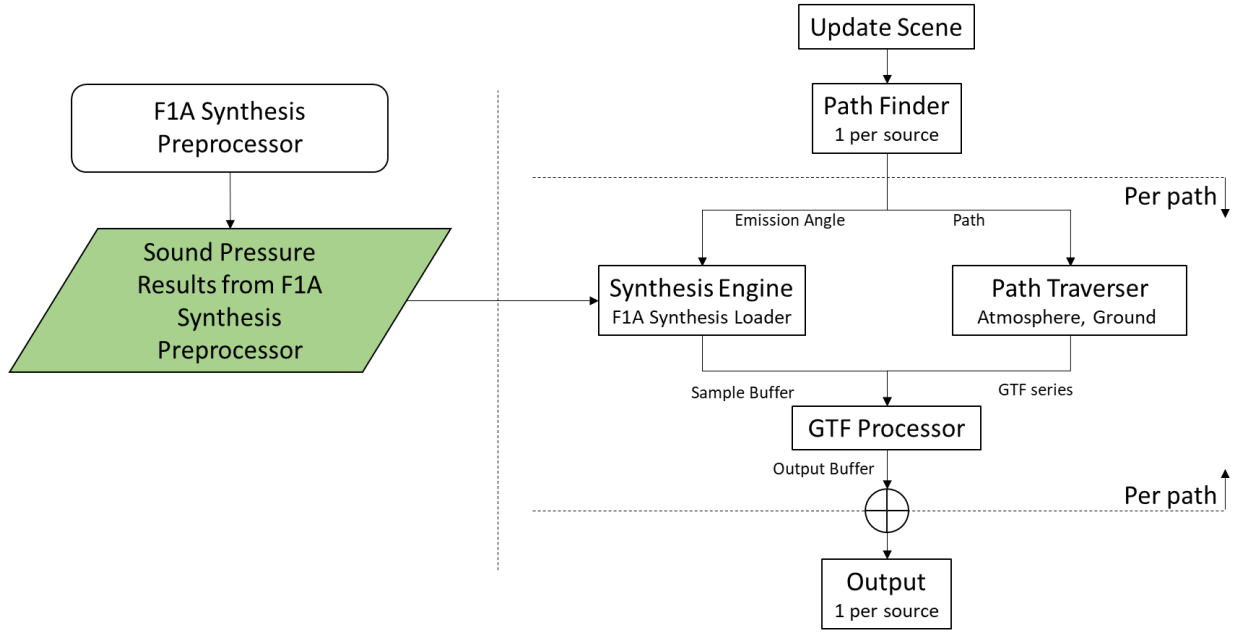 Update Scene
F1A Synthesis
Preprocessor
Path Finder
1 per source
Per path
Emission Angle
Path
Sound Pressure
Results from F1A
Synthesis
Preprocessor
Synthesis Engine
F1A Synthesis Loader
Path Traverser
Atmosphere, Ground
Sample Buffer
GTF series
GTF Processor
Output Buffer
Per path
Output
1 per source